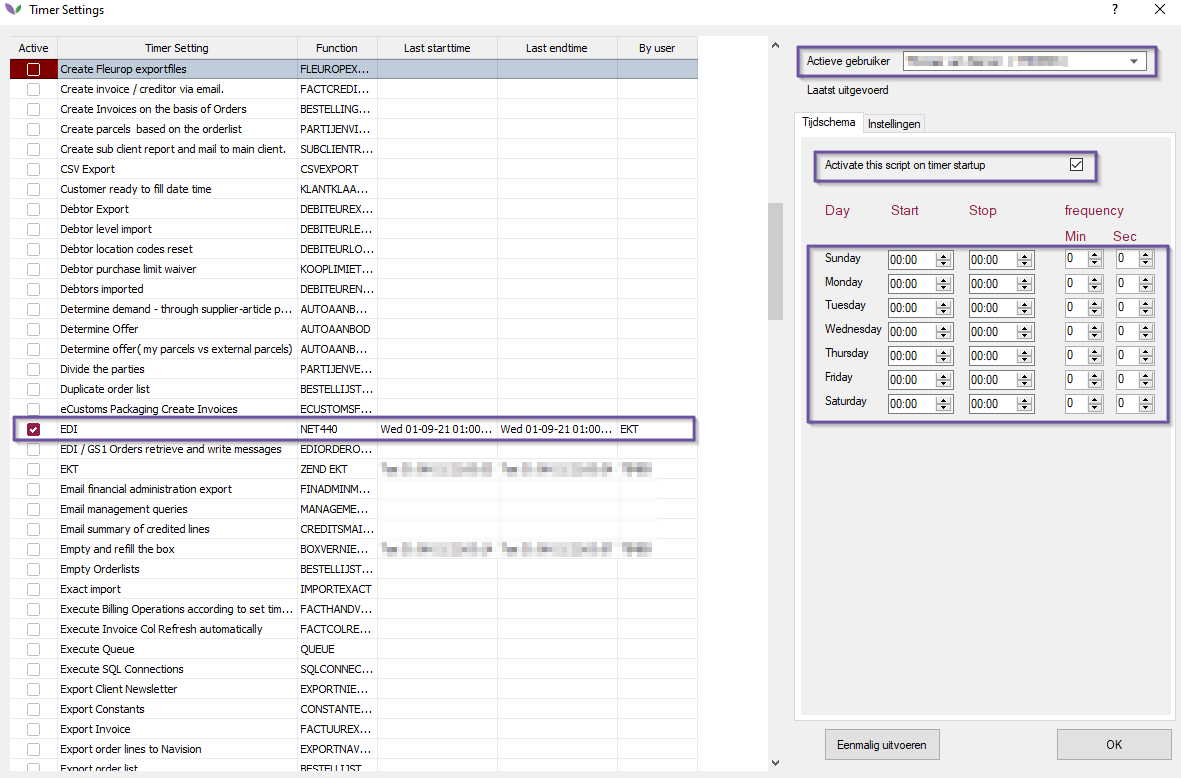 Timer Settings ?
Active Timer Setting Function Last starttime Last endtime By user
Create Fleurop exportfiles FLEUROPEX...
Create invoice / creditor via email. FACTCREDI...
Create Invoices on the basis of Orders BESTELLING...
Create parcels based on the orderlist PARTIJENVI...
Create sub client report and mail to main client. SUBCLIENTR...
CSV Export CSVEXPORT
Customer ready to fill date time KLANTKLAA...
Debtor Export DEBITEUREX...
Debtor level import DEBITEURLE...
Debtor location codes reset DEBITEURLO...
Debtor purchase limit waiver KOOPLIMIET...
Debtors imported DEBITEUREN...
Determine demand - through supplier-article p... AUTOAANB...
Determine Offer AUTOAANBOD
Determine offer( my parcels vs external parcels) AUTOAANB...
Divide the parties PARTIJENVE...
Duplicate order list BESTELLIJST...
eCustoms Packaging Create Invoices ECUSTOMSF...
EDI NET440 Wed 01-09-21 01:00... Wed 01-09-21 01:00... EKT
EDI / GS1 Orders retrieve and write messages EDIORDERO...
EKT ZEND EKT
Email financial administration export FINADMINM...
Email management queries MANAGEME...
Email summary of credited lines CREDITSMAI...
Empty and refill the box BOXVERNIE...
Empty Orderlists BESTELLIJST...
Exact import IMPORTEXACT
Execute Billing Operations according to set tim... FACTHANDV...
Execute Invoice Col Refresh automatically FACTCOLRE...
Execute Queue QUEUE
Execute SQL Connections SQLCONNEC...
Export Client Newsletter EXPORTNIE...
Export Constants CONSTANTE...
Export Invoice FACTUUREX...
Export order lines to Navision EXPORTNAV...
Export order list BESTELLIJST
Actieve gebruiker
Laatst uitgevoerd
Tijdschema Instellingen
Activate this script on timer startup
Day Start Stop frequency
Min Sec
Sunday 00:00 00:00 0 0
Monday 00:00 00:00 0 0
Tuesday 00:00 00:00 0 0
Wednesday 00:00 00:00 0 0
Thursday 00:00 00:00 0 0
Friday 00:00 00:00 0 0
Saturday 00:00 00:00 0 0
Eenmalig uitvoeren OK